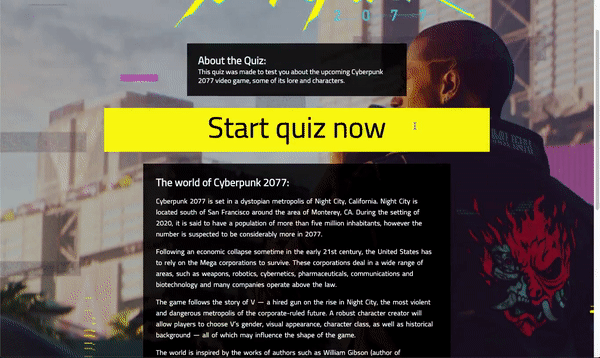 2077
About the Quiz:
This quiz was made to test you about the upcoming Cyberpunk
2077 video game, some of its lore and characters.
Start quiz now
The world of Cyberpunk 2077:
Cyberpunk 2077 is set in a dystopian metropolis of Night City, California. Night City is
located south of San Francisco around the area of Monterey, CA. During the setting of
2020, it is said to have a population of more than five million inhabitants, however the
number is suspected to be considerably more in 2077.
Following an economic collapse sometime in the early 21st century, the United States has
to rely on the Mega corporations to survive. These corporations deal in a wide range of
areas, such as weapons, robotics, cybernetics, pharmaceuticals, communications and
biotechnology and many companies operate above the law.
The game follows the story of V — a hired gun on the rise in Night City, the most violent
and dangerous metropolis of the corporate-ruled future. A robust character creator will
allow players to choose V's gender, visual appearance, character class, as well as historical
background — all of which may influence the shape of the game.
The world is inspired by the works of authors such as William Gibson (author of